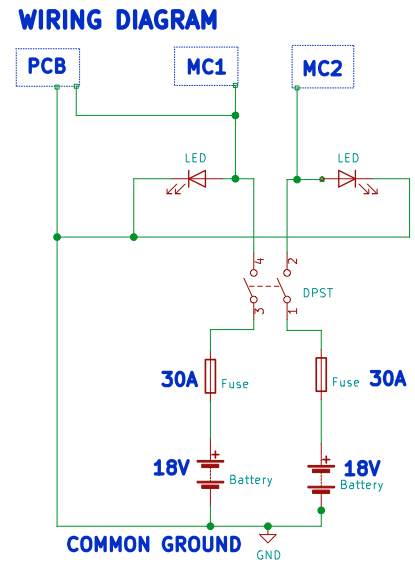 WIRING DIAGRAM
PCB
MC1
MC2
LED
LED
4
2
DPST
3
1
30A
Fuse
Fuse
30A
18V
+
Battery
+
18V
Battery
COMMON GROUND
GND